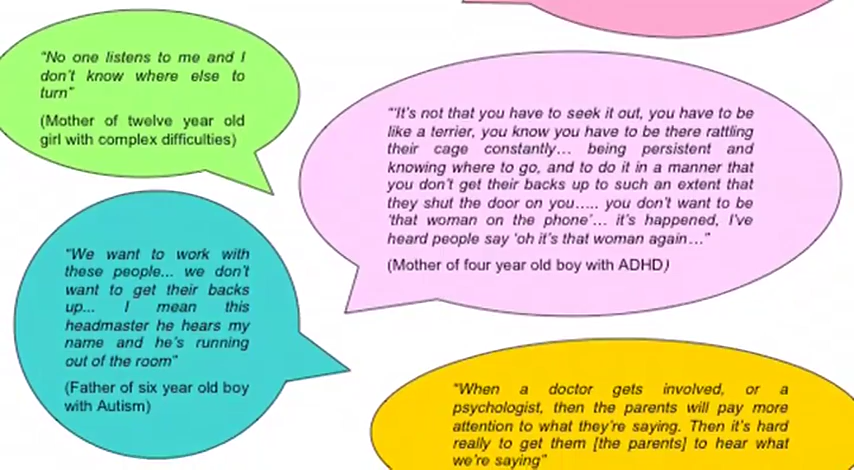 "No one listens to me and I
don't know where else to
turn"
(Mother of twelve year old
girl with complex difficulties)
"'It's not that you have to seek it out, you have to be
like a terrier, you know you have to be there rattling
their cage constantly… being persistent and
knowing where to go, and to do it in a manner that
you don't get their backs up to such an extent that
they shut the door on you….. you don't want to be
'that woman on the phone'… it's happened, I've
heard people say 'oh it's that woman again…"
(Mother of four year old boy with ADHD)
"We want to work with
these people... we don't
want to get their backs
up... I mean this
headmaster he hears my
name and he's running
out of the room"
(Father of six year old boy
with Autism)
"When a doctor gets involved, or a
psychologist, then the parents will pay more
attention to what they're saying. Then it's hard
really to get them [the parents] to hear what
we're saying"